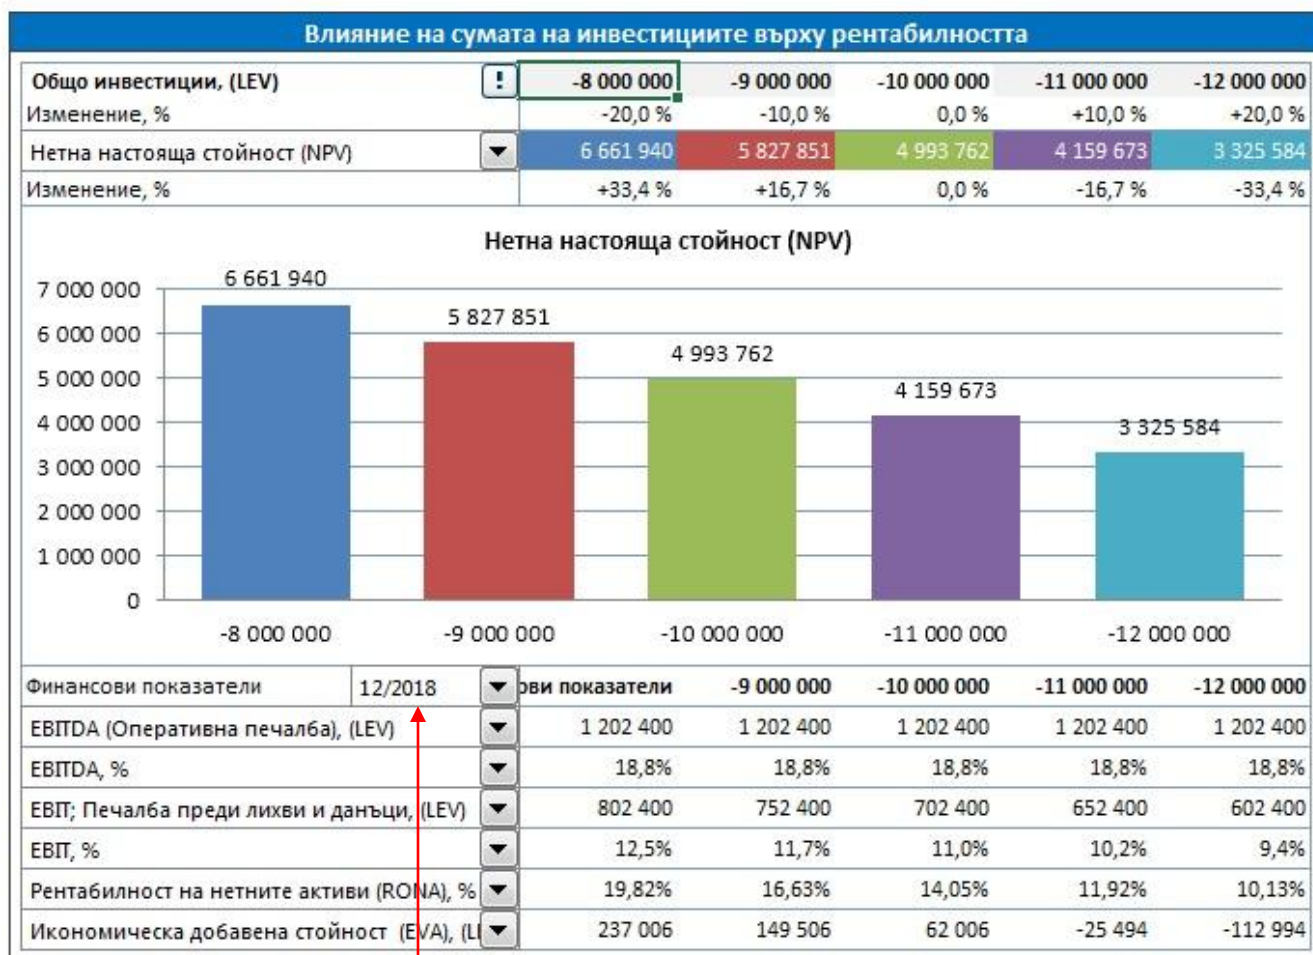 Влияние на сумата на инвестициите върху рентабилността
Общо инвестиции, (LEV) ! -8 000 000 -9 000 000 -10 000 000 -11 000 000 -12 000 000
Изменение, % -20,0 % -10,0 % 0,0 % +10,0 % +20,0 %
Нетна настояща стойност (NPV) 6 661 940 5 827 851 4 993 762 4 159 673 3 325 584
Изменение, % +33,4 % +16,7 % 0,0 % -16,7 % -33,4 %
Нетна настояща стойност (NPV)
7 000 000
6 000 000
5 000 000
4 000 000
3 000 000
2 000 000
1 000 000
0
6 661 940
5 827 851
4 993 762
4 159 673
3 325 584
-8 000 000 -9 000 000 -10 000 000 -11 000 000 -12 000 000
Финансови показатели 12/2018 ови показатели -9 000 000 -10 000 000 -11 000 000 -12 000 000
EBITDA (Оперативна печалба), (LEV) 1 202 400 1 202 400 1 202 400 1 202 400 1 202 400
EBITDA, % 18,8% 18,8% 18,8% 18,8% 18,8%
EBIT; Печалба преди лихви и данъци, (LEV) 802 400 752 400 702 400 652 400 602 400
EBIT, % 12,5% 11,7% 11,0% 10,2% 9,4%
Рентабилност на нетните активи (RONA), % 19,82% 16,63% 14,05% 11,92% 10,13%
Икономическа добавена стойност (EVA), (LE 237 006 149 506 62 006 -25 494 -112 994